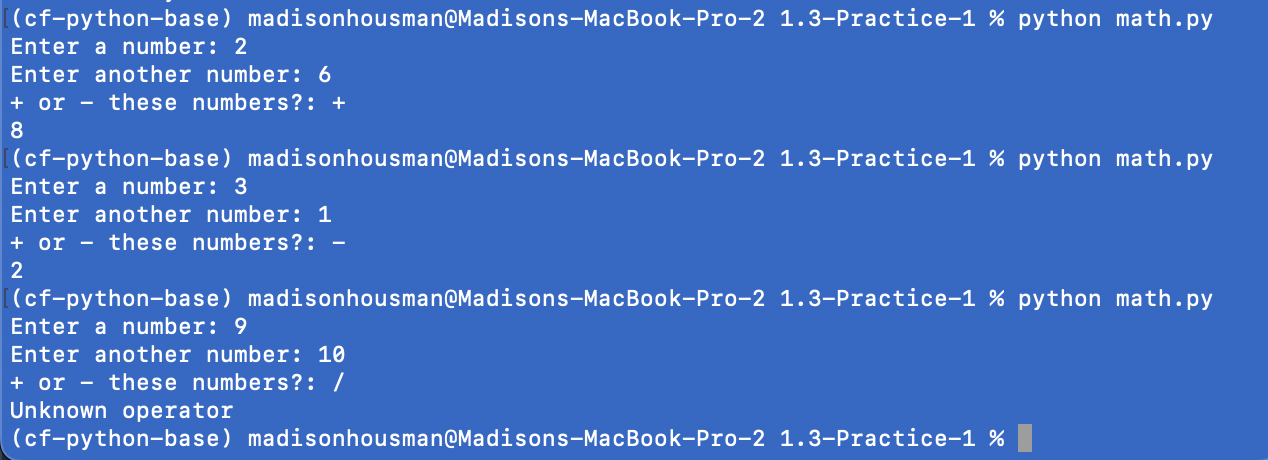 (cf-python-base) madisonhousman@Madisons-MacBook-Pro-2 1.3-Practice-1 % python math.py
Enter a number: 2
Enter another number: 6
+ or - these numbers?: +
8
(cf-python-base) madisonhousman@Madisons-MacBook-Pro-2 1.3-Practice-1 % python math.py
Enter a number: 3
Enter another number: 1
+ or - these numbers?: -
2
(cf-python-base) madisonhousman@Madisons-MacBook-Pro-2 1.3-Practice-1 % python math.py
Enter a number: 9
Enter another number: 10
+ or - these numbers?: /
Unknown operator
(cf-python-base) madisonhousman@Madisons-MacBook-Pro-2 1.3-Practice-1 %